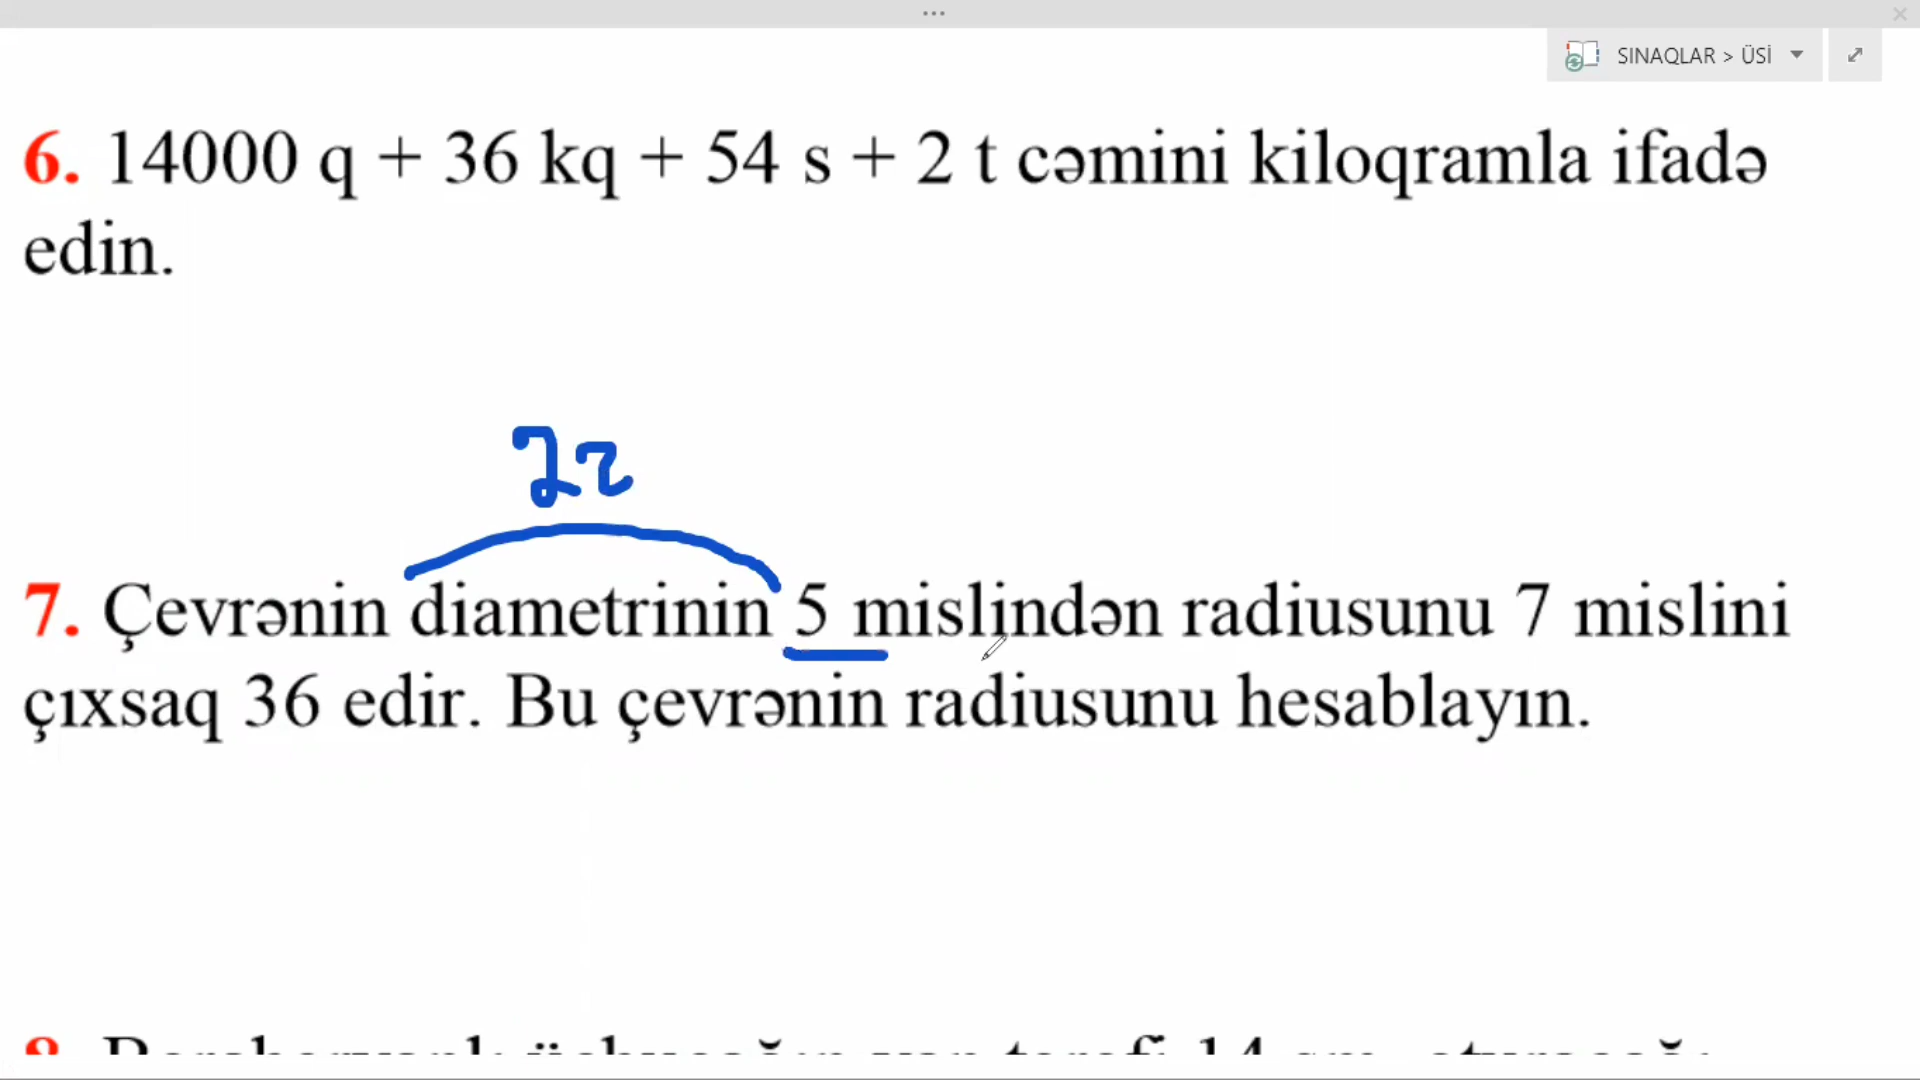 SINAQLAR > ÜSİ
6. 14000 q + 36 kq + 54 s + 2 t cəmini kiloqramla ifadə
edin.
2r
7. Çevrənin diametrinin 5 mislindən radiusunu 7 mislini
çıxsaq 36 edir. Bu çevrənin radiusunu hesablayın.